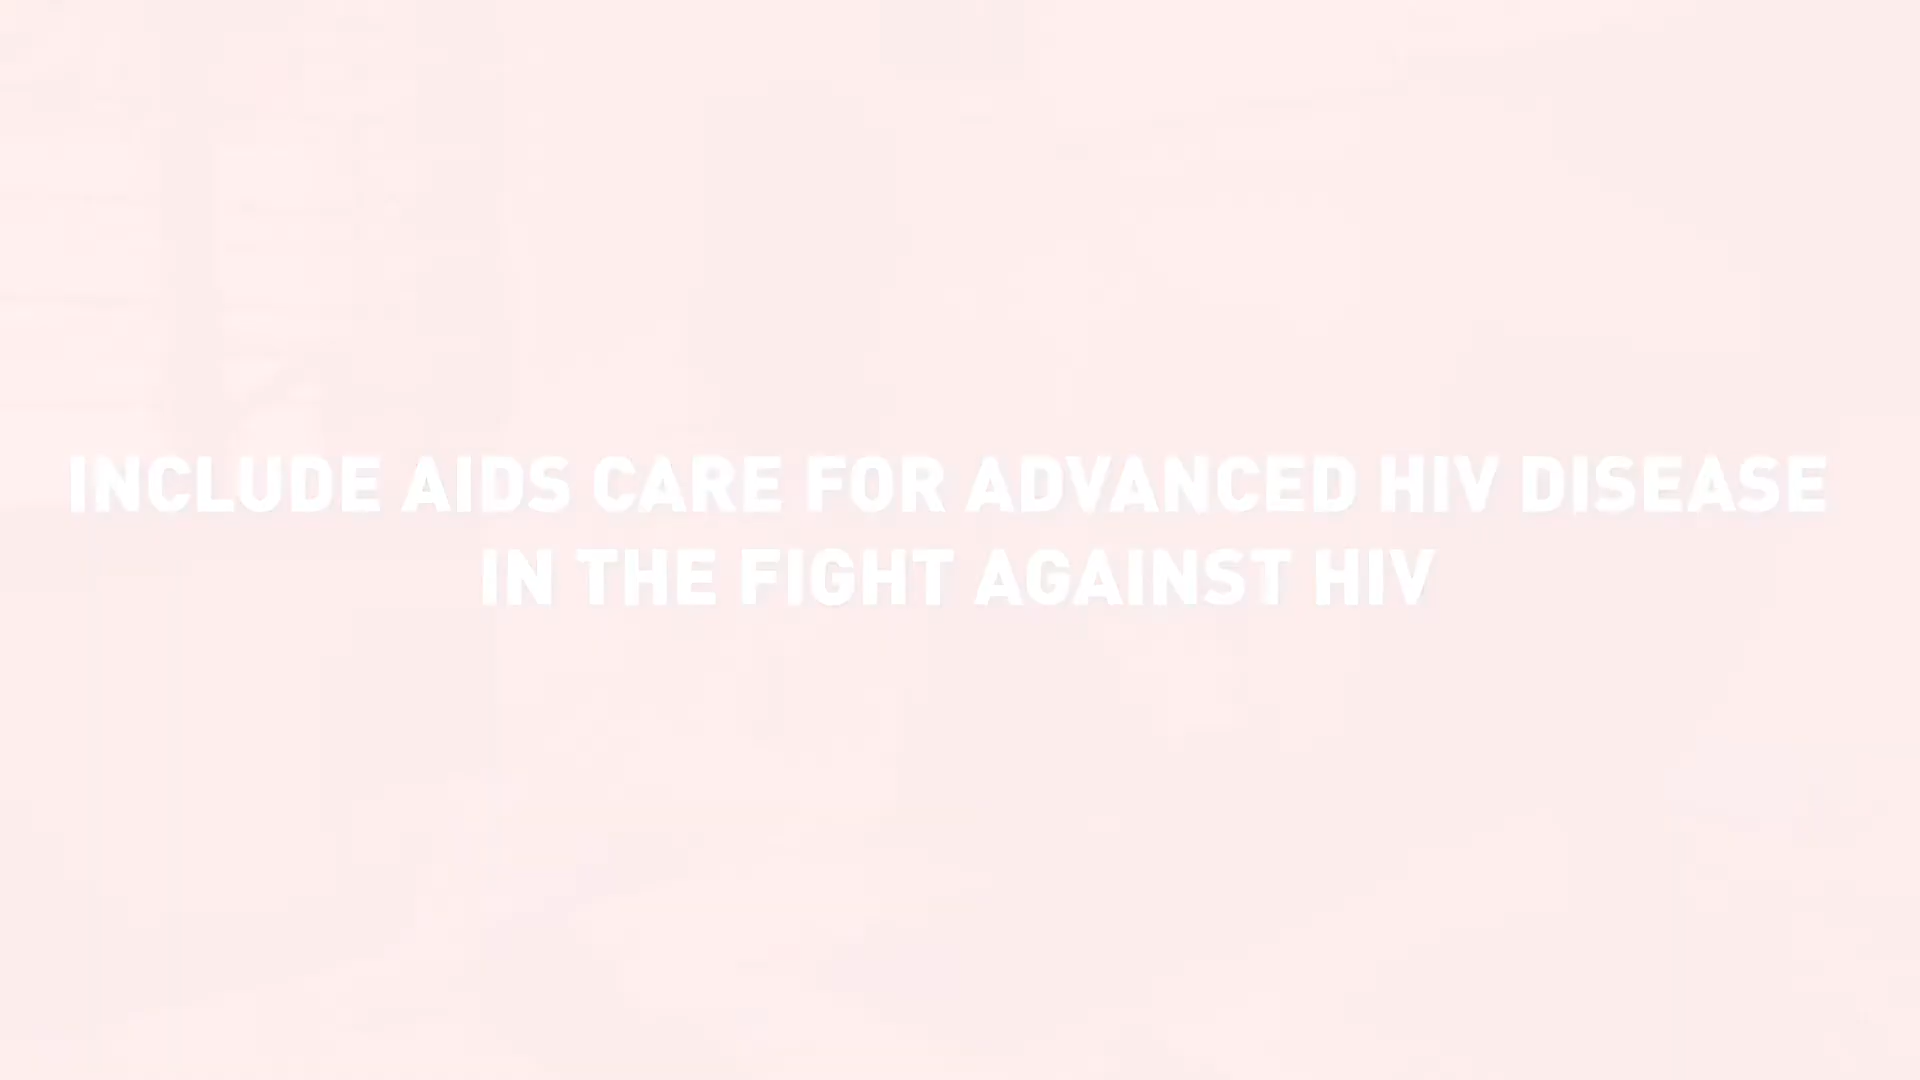 INCLUDE AIDS CARE FOR ADVANCED HIV DISEASE
IN THE FIGHT AGAINST HIV